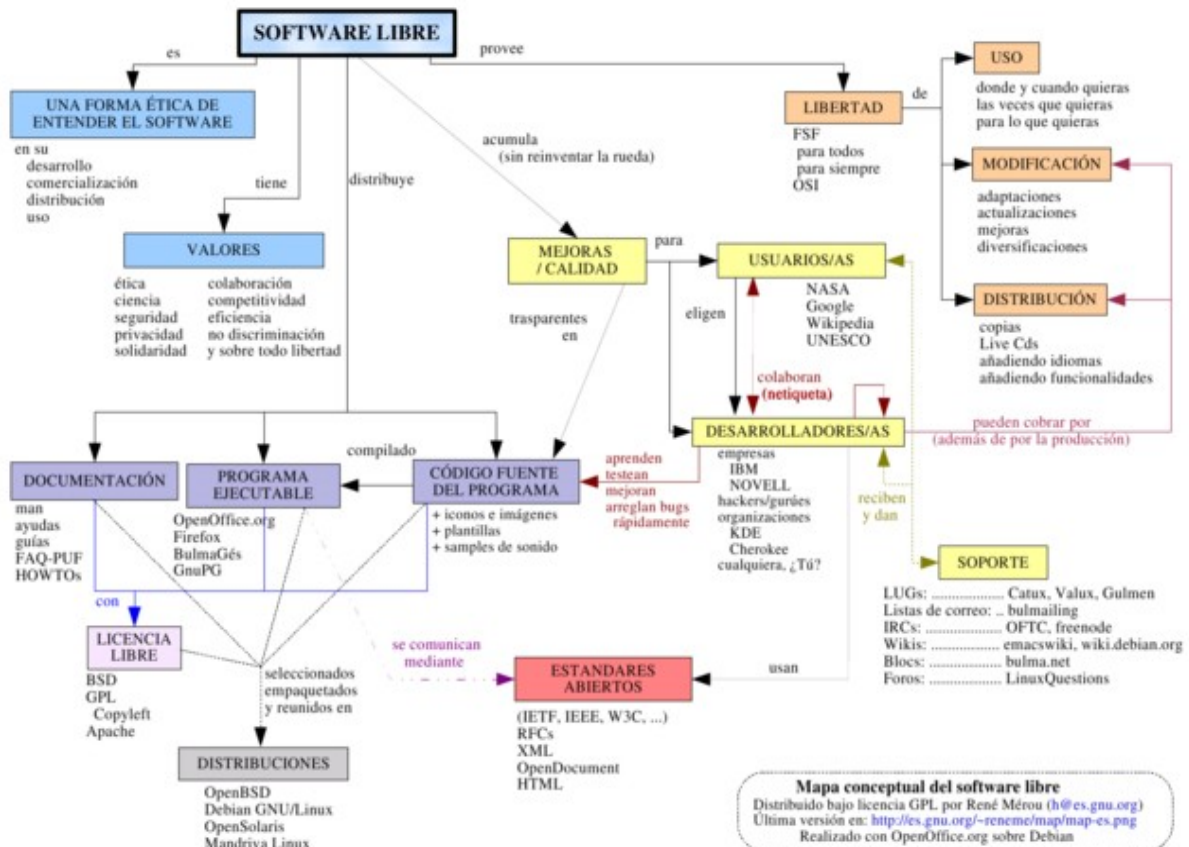 SOFTWARE LIBRE
es
provee
UNA FORMA ÉTICA DE
ENTENDER EL SOFTWARE
en su
desarrollo
comercialización
distribución
uso
tiene
distribuye
acumula
(sin reinventar la rueda)
LIBERTAD
FSF
para todos
para siempre
OSI
de
USO
donde y cuando quieras
las veces que quieras
para lo que quieras
MODIFICACIÓN
adaptaciones
actualizaciones
mejoras
diversificaciones
DISTRIBUCIÓN
copias
Live Cds
añadiendo idiomas
añadiendo funcionalidades
VALORES
ética
ciencia
seguridad
privacidad
solidaridad
colaboración
competitividad
eficiencia
no discriminación
y sobre todo libertad
MEJORAS
/ CALIDAD
para
trasparentes
en
USUARIOS/AS
NASA
Google
Wikipedia
UNESCO
eligen
colaboran
(netiqueta)
DESARROLLADORES/AS
empresas
IBM
NOVELL
hackers/gurúes
organizaciones
KDE
Cherokee
cualquiera, ¿Tú?
pueden cobrar por
(además de por la producción)
reciben
y dan
aprenden
testean
mejoran
arreglan bugs
rápidamente
DOCUMENTACIÓN
man
ayudas
guías
FAQ-PUF
HOWTOs
PROGRAMA
EJECUTABLE
OpenOffice.org
Firefox
BulmaGés
GnuPG
compilado
CÓDIGO FUENTE
DEL PROGRAMA
+ iconos e imágenes
+ plantillas
+ samples de sonido
con
LICENCIA
LIBRE
BSD
GPL
Copyleft
Apache
seleccionados
empaquetados
y reunidos en
DISTRIBUCIONES
OpenBSD
Debian GNU/Linux
OpenSolaris
Mandriva Linux
se comunican
mediante
ESTANDARES
ABIERTOS
(IETF, IEEE, W3C, ...)
RFCs
XML
OpenDocument
HTML
usan
SOPORTE
LUGs: .................. Catux, Valux, Gulmen
Listas de correo: .. bulmailing
IRCs: .................. OFTC, freenode
Wikis: ................. emacswiki, wiki.debian.org
Blocs: ................. bulma.net
Foros: ................. LinuxQuestions
Mapa conceptual del software libre
Distribuido bajo licencia GPL por René Mérou (h@es.gnu.org)
Última versión en: http://es.gnu.org/~reneme/map/map-es.png
Realizado con OpenOffice.org sobre Debian